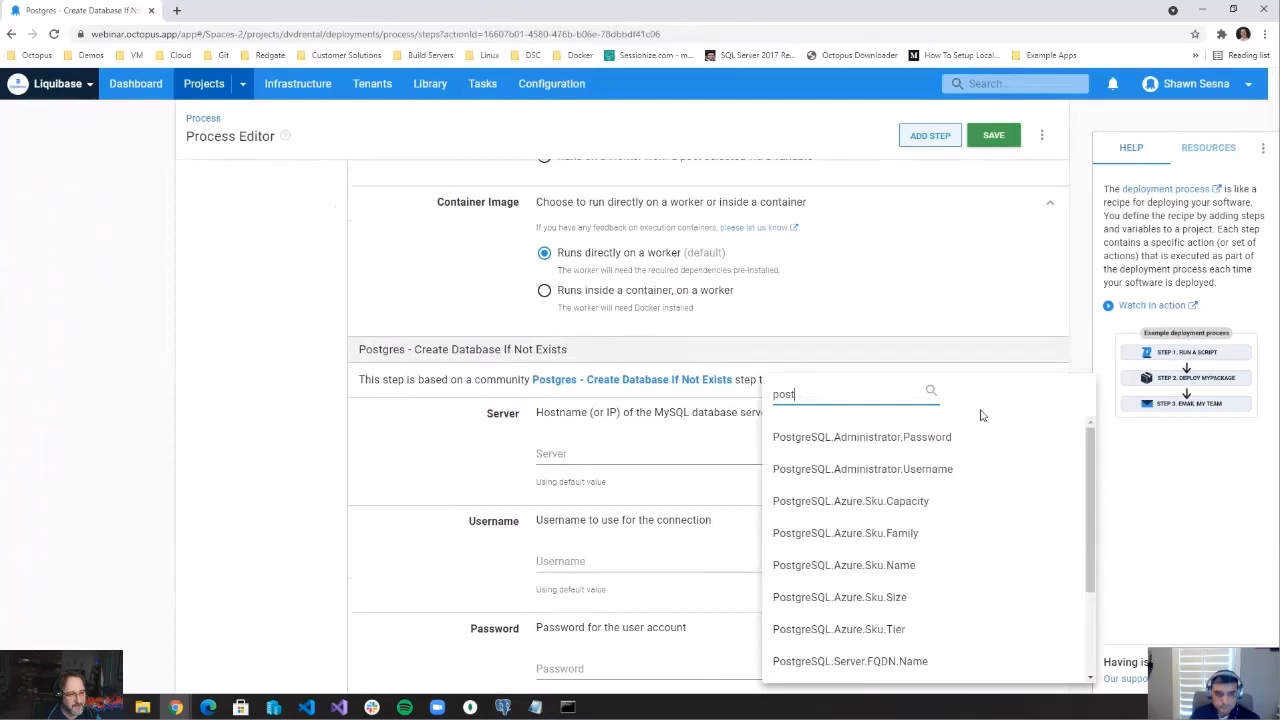 Postgres - Create Database If No
webinar.octopus.app/app#/Spaces-2/projects/dvdrental/deployments/process/steps?actionId=16607b01-4580-476b-b06e-78dbbdf41c06
Octopus
Demos
VM
Cloud
Git
Redgate
Customer Solutions
Build Servers
Linux
DSC
Docker
Sessionize.com - m...
SQL Server 2017 Re...
Octopus Downloader
How To Setup Local...
Example Apps
»
Reading list
Liquibase
Dashboard
Projects
Infrastructure
Tenants
Library
Tasks
Configuration
Search...
Shawn Sesna
Process
Process Editor
ADD STEP
SAVE
HELP
RESOURCES
Container Image
Choose to run directly on a worker or inside a container
If you have any feedback on execution containers, please let us know
Runs directly on a worker (default)
The worker will need the required dependencies pre-installed.
Runs inside a container, on a worker
The worker will need Docker installed
Postgres - Create Database If Not Exists
This step is based on a community Postgres - Create Database If Not Exists step t
Server
Hostname (or IP) of the MySQL database serve
Server
Using default value.
Username
Username to use for the connection
Username
Using default value
Password
Password for the user account
Password
post
PostgreSQL.Administrator.Password
PostgreSQL.Administrator.Username
PostgreSQL.Azure.Sku.Capacity
PostgreSQL.Azure.Sku.Family
PostgreSQL.Azure.Sku.Name
PostgreSQL.Azure.Sku.Size
PostgreSQL.Azure.Sku.Tier
PostgreSQL.Server.FQDN.Name
The deployment process is like a
recipe for deploying your software.
You define the recipe by adding steps
and variables to a project. Each step
contains a specific action (or set of
actions) that is executed as part of
the deployment process each time
your software is deployed.
Watch in action
Example deployment process
STEP 1. RUN A SCRIPT
STEP 2. DEPLOY MYPACKAGE
STEP 3. EMAIL MY TEAM
Having is
Our suppo